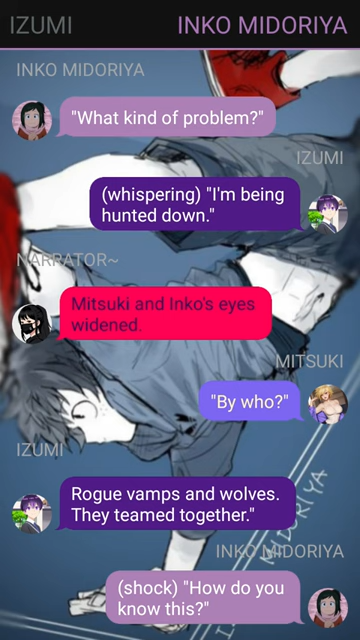 IZUMI
INKO MIDORIYA
INKO MIDORIYA
"What kind of problem?"
IZUMI
(whispering) "I'm being
hunted down."
NARRATOR~
Mitsuki and Inko's eyes
widened.
MITSUKI
"By who?"
IZUMI
Rogue vamps and wolves.
They teamed together."
INKO MIDORIYA
(shock) "How do you
know this?"
MIDORIYA